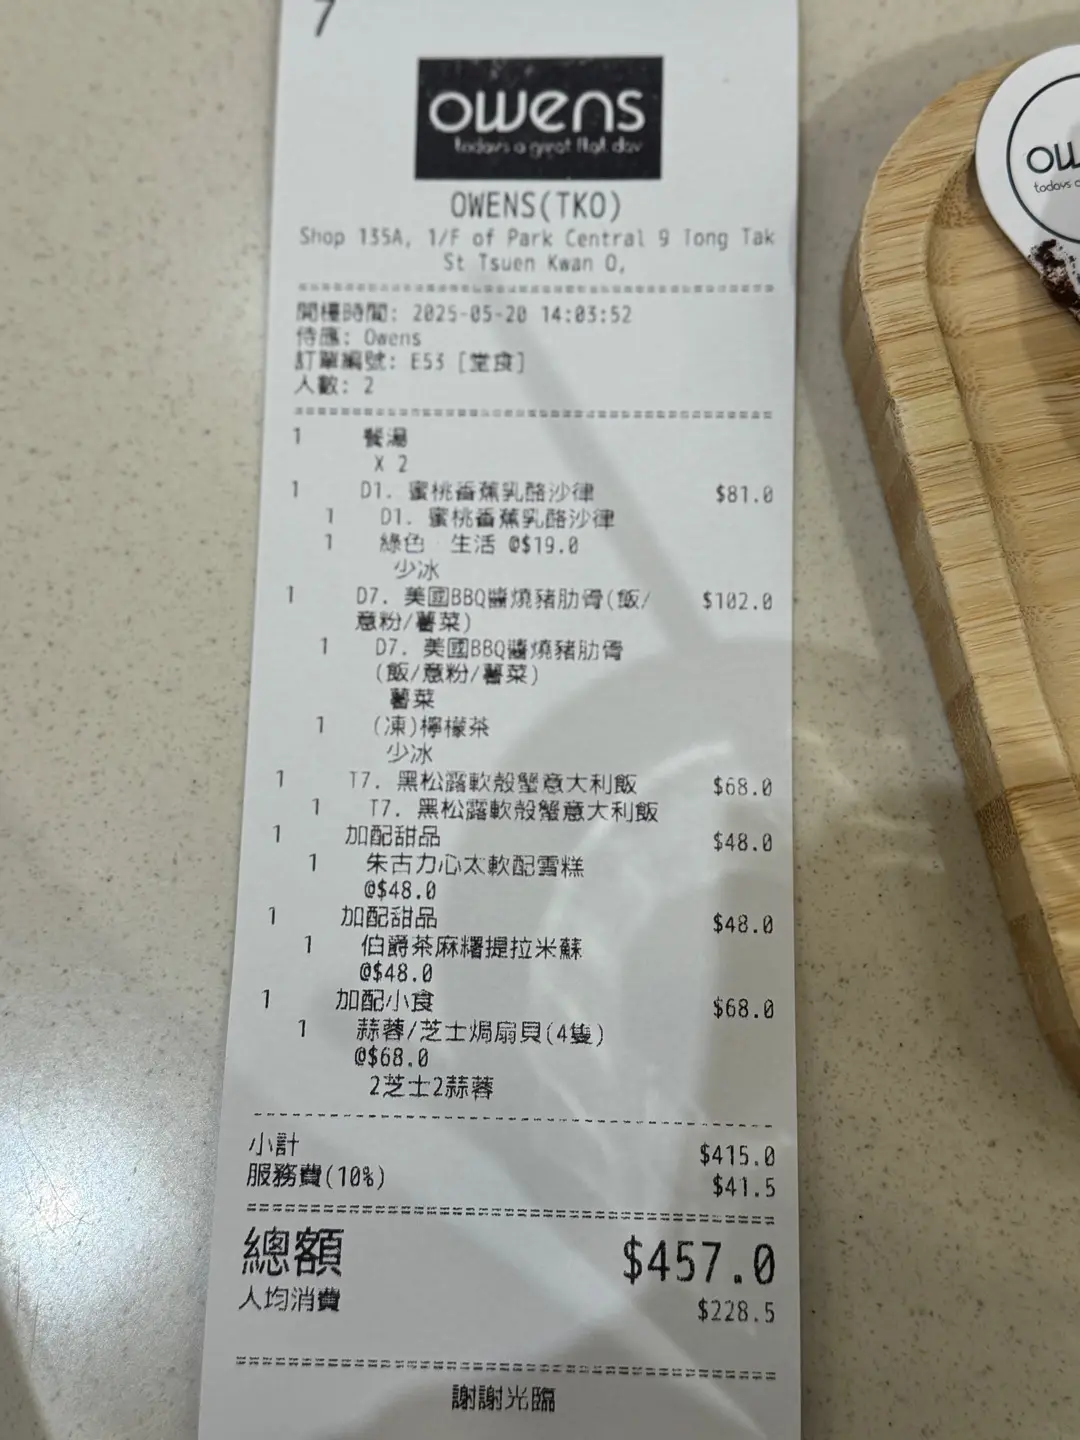 7
owens
today's a great Ital. day
OWENS(TKO)
Shop 135A, 1/F of Park Central 9 Tong Tak
St Tsuen Kwan O,
開檯時間: 2025-05-20 14:03:52
侍應: Owens
訂單編號: E53 [堂食]
人數: 2
1 餐湯
X 2
1 D1. 蜜桃香蕉乳酪沙律 $81.0
1 D1. 蜜桃香蕉乳酪沙律
1 綠色 生活 @$19.0
少冰
1 D7. 美國BBQ醬燒豬肋骨(飯/ $102.0
意粉/薯菜)
1 D7. 美國BBQ醬燒豬肋骨
(飯/意粉/薯菜)
薯菜
1 (凍)檸檬茶
少冰
1 T7. 黑松露軟殼蟹意大利飯 $68.0
1 T7. 黑松露軟殼蟹意大利飯
1 加配甜品 $48.0
1 朱古力心太軟配雪糕
@$48.0
1 加配甜品 $48.0
1 伯爵茶麻糬提拉米蘇
@$48.0
1 加配小食 $68.0
1 蒜蓉/芝士焗扇貝(4隻)
@$68.0
2芝士2蒜蓉
小計 $415.0
服務費(10%) $41.5
總額 $457.0
人均消費 $228.5
謝謝光臨